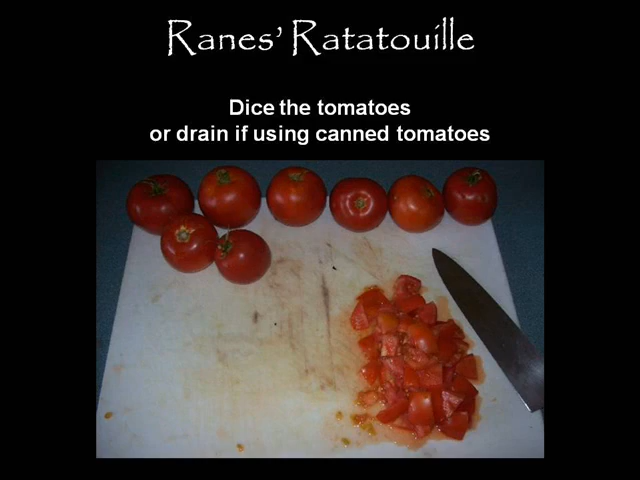 Ranes’ Ratatouille
Dice the tomatoes
or drain if using canned tomatoes